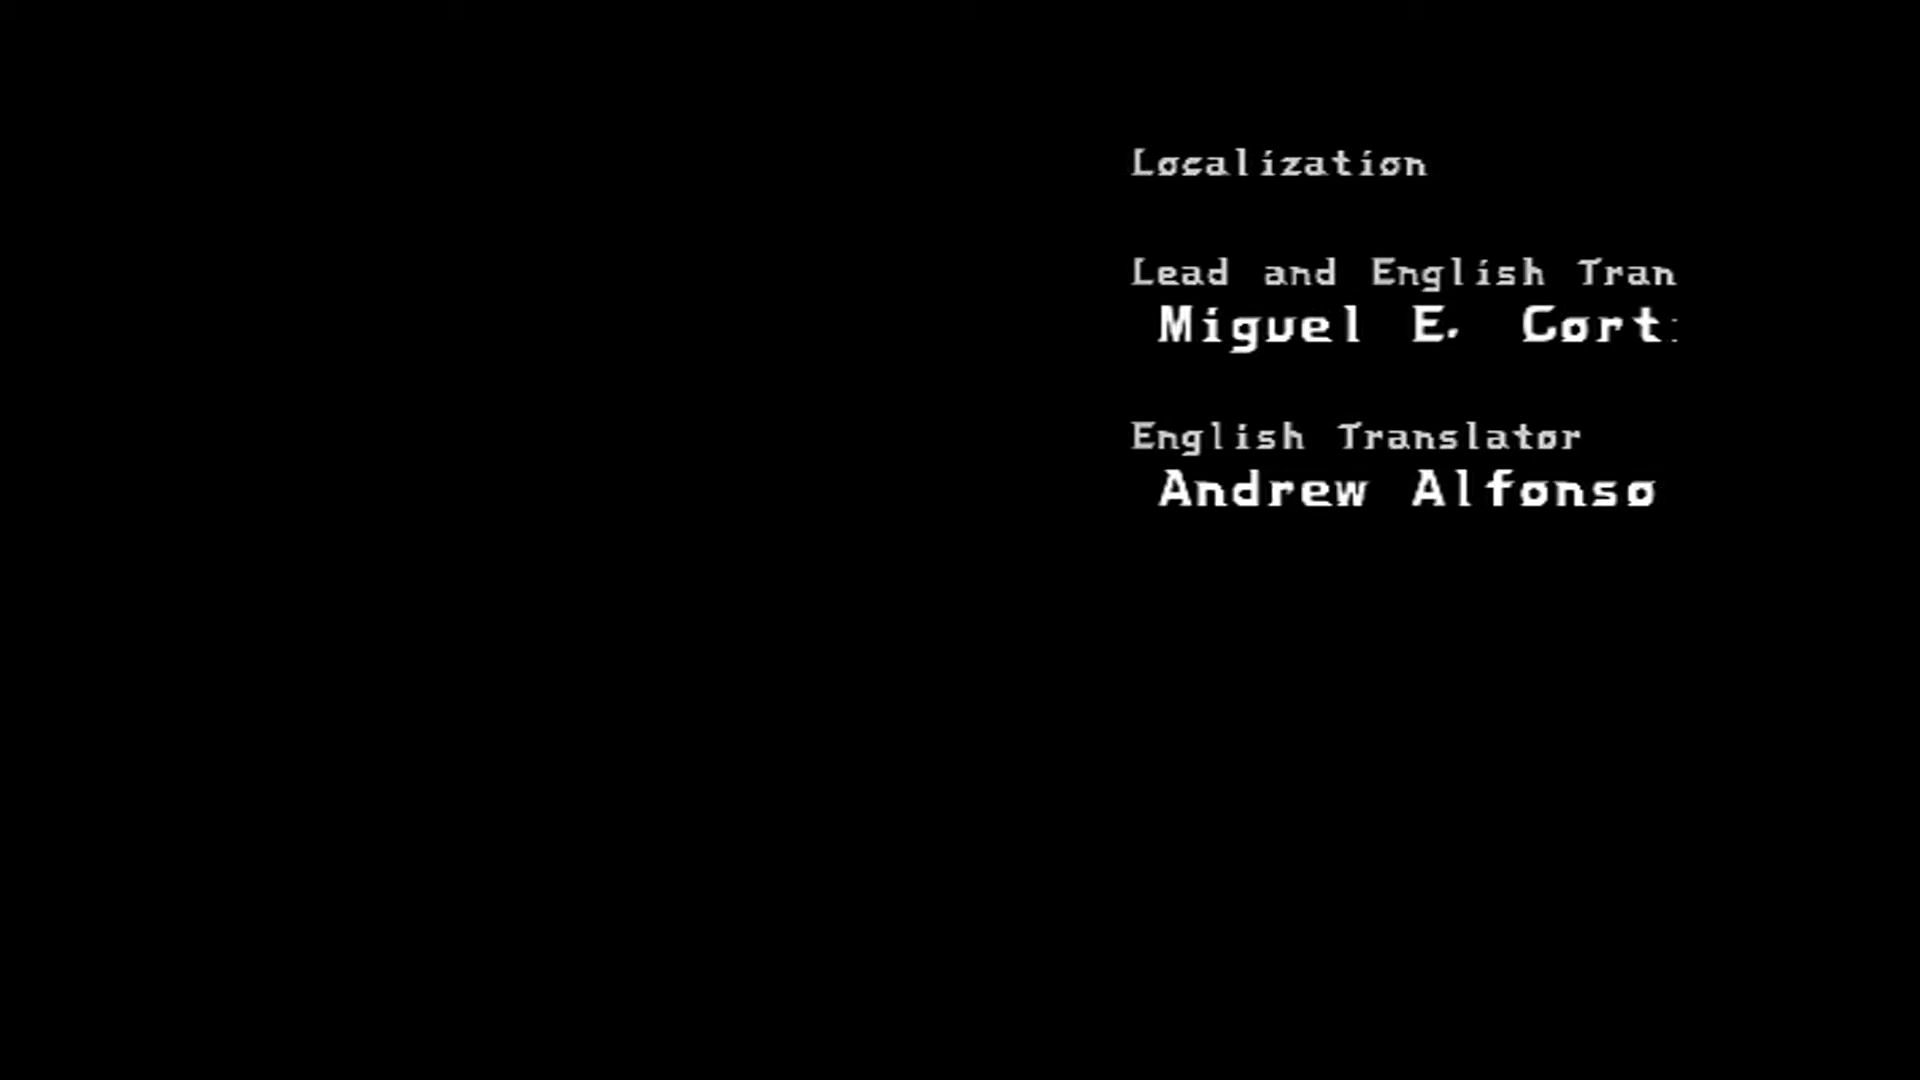 Localization
Lead and English Tran
Miguel E. Cort
English Translator
Andrew Alfonso